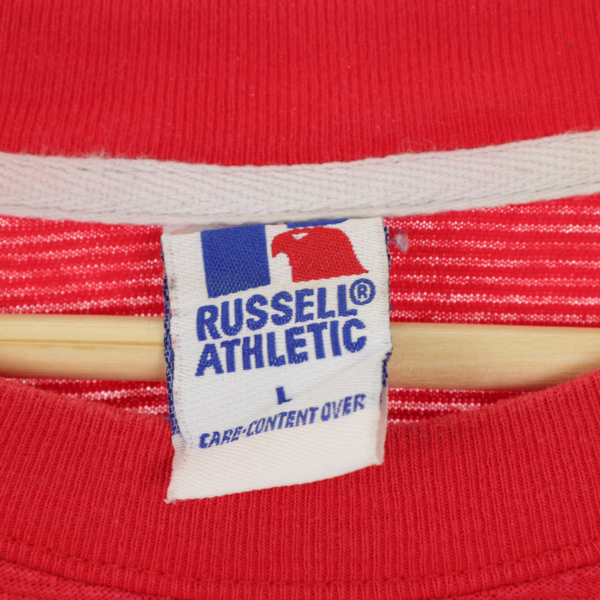 RUSSELL®
ATHLETIC
L
CARE-CONTENT OVER